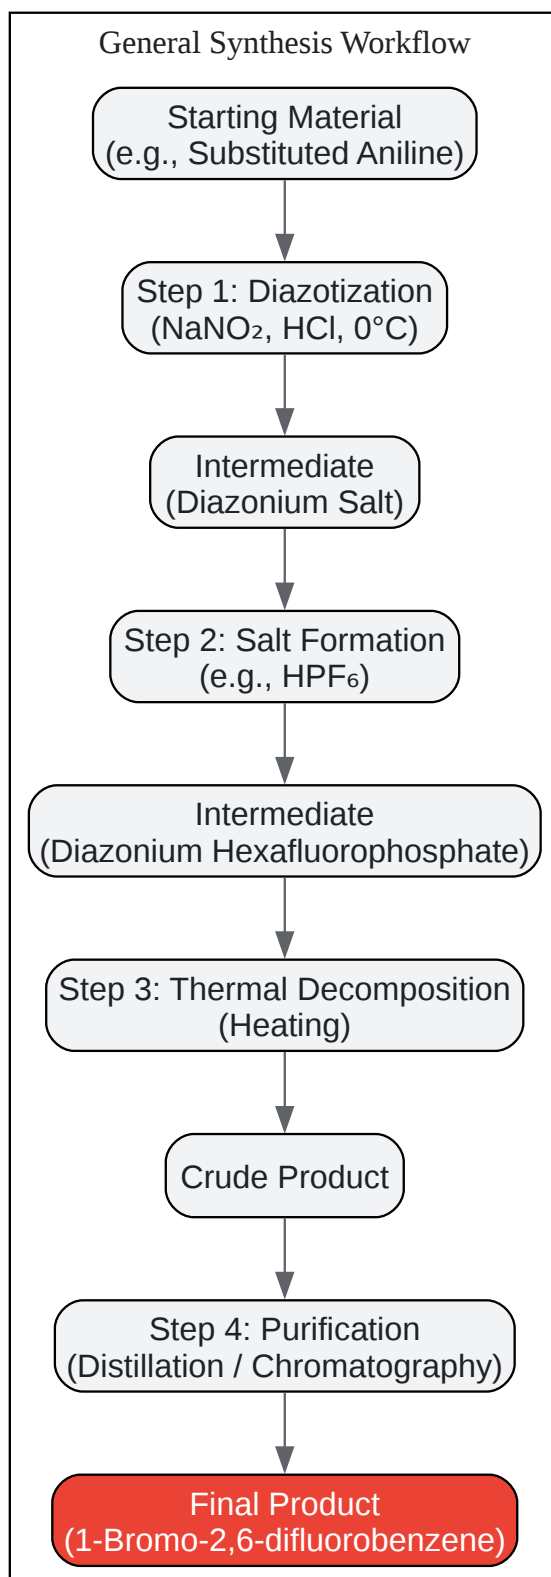 General Synthesis Workflow
Starting Material
(e.g., Substituted Aniline)
Step 1: Diazotization
(NaNO₂, HCl, 0°C)
Intermediate
(Diazonium Salt)
Step 2: Salt Formation
(e.g., HPF₆)
Intermediate
(Diazonium Hexafluorophosphate)
Step 3: Thermal Decomposition
(Heating)
Crude Product
Step 4: Purification
(Distillation / Chromatography)
Final Product
(1-Bromo-2,6-difluorobenzene)